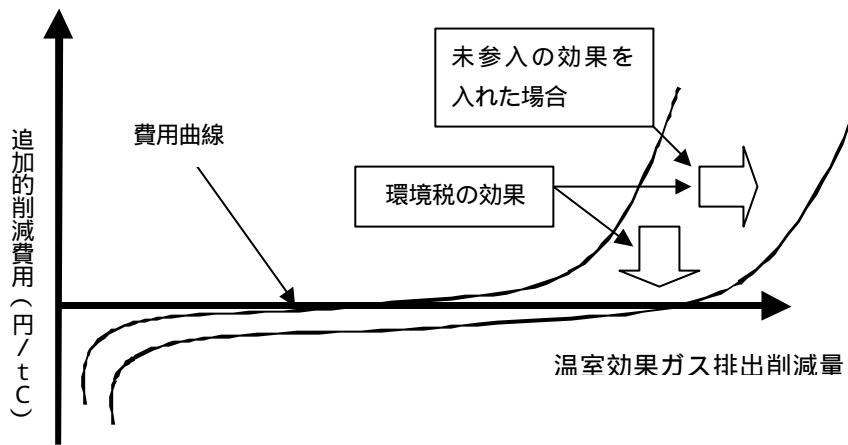 未参入の効果を
入れた場合
費用曲線
環境税の効果
追加的削減費用(円/tC)
温室効果ガス排出削減量